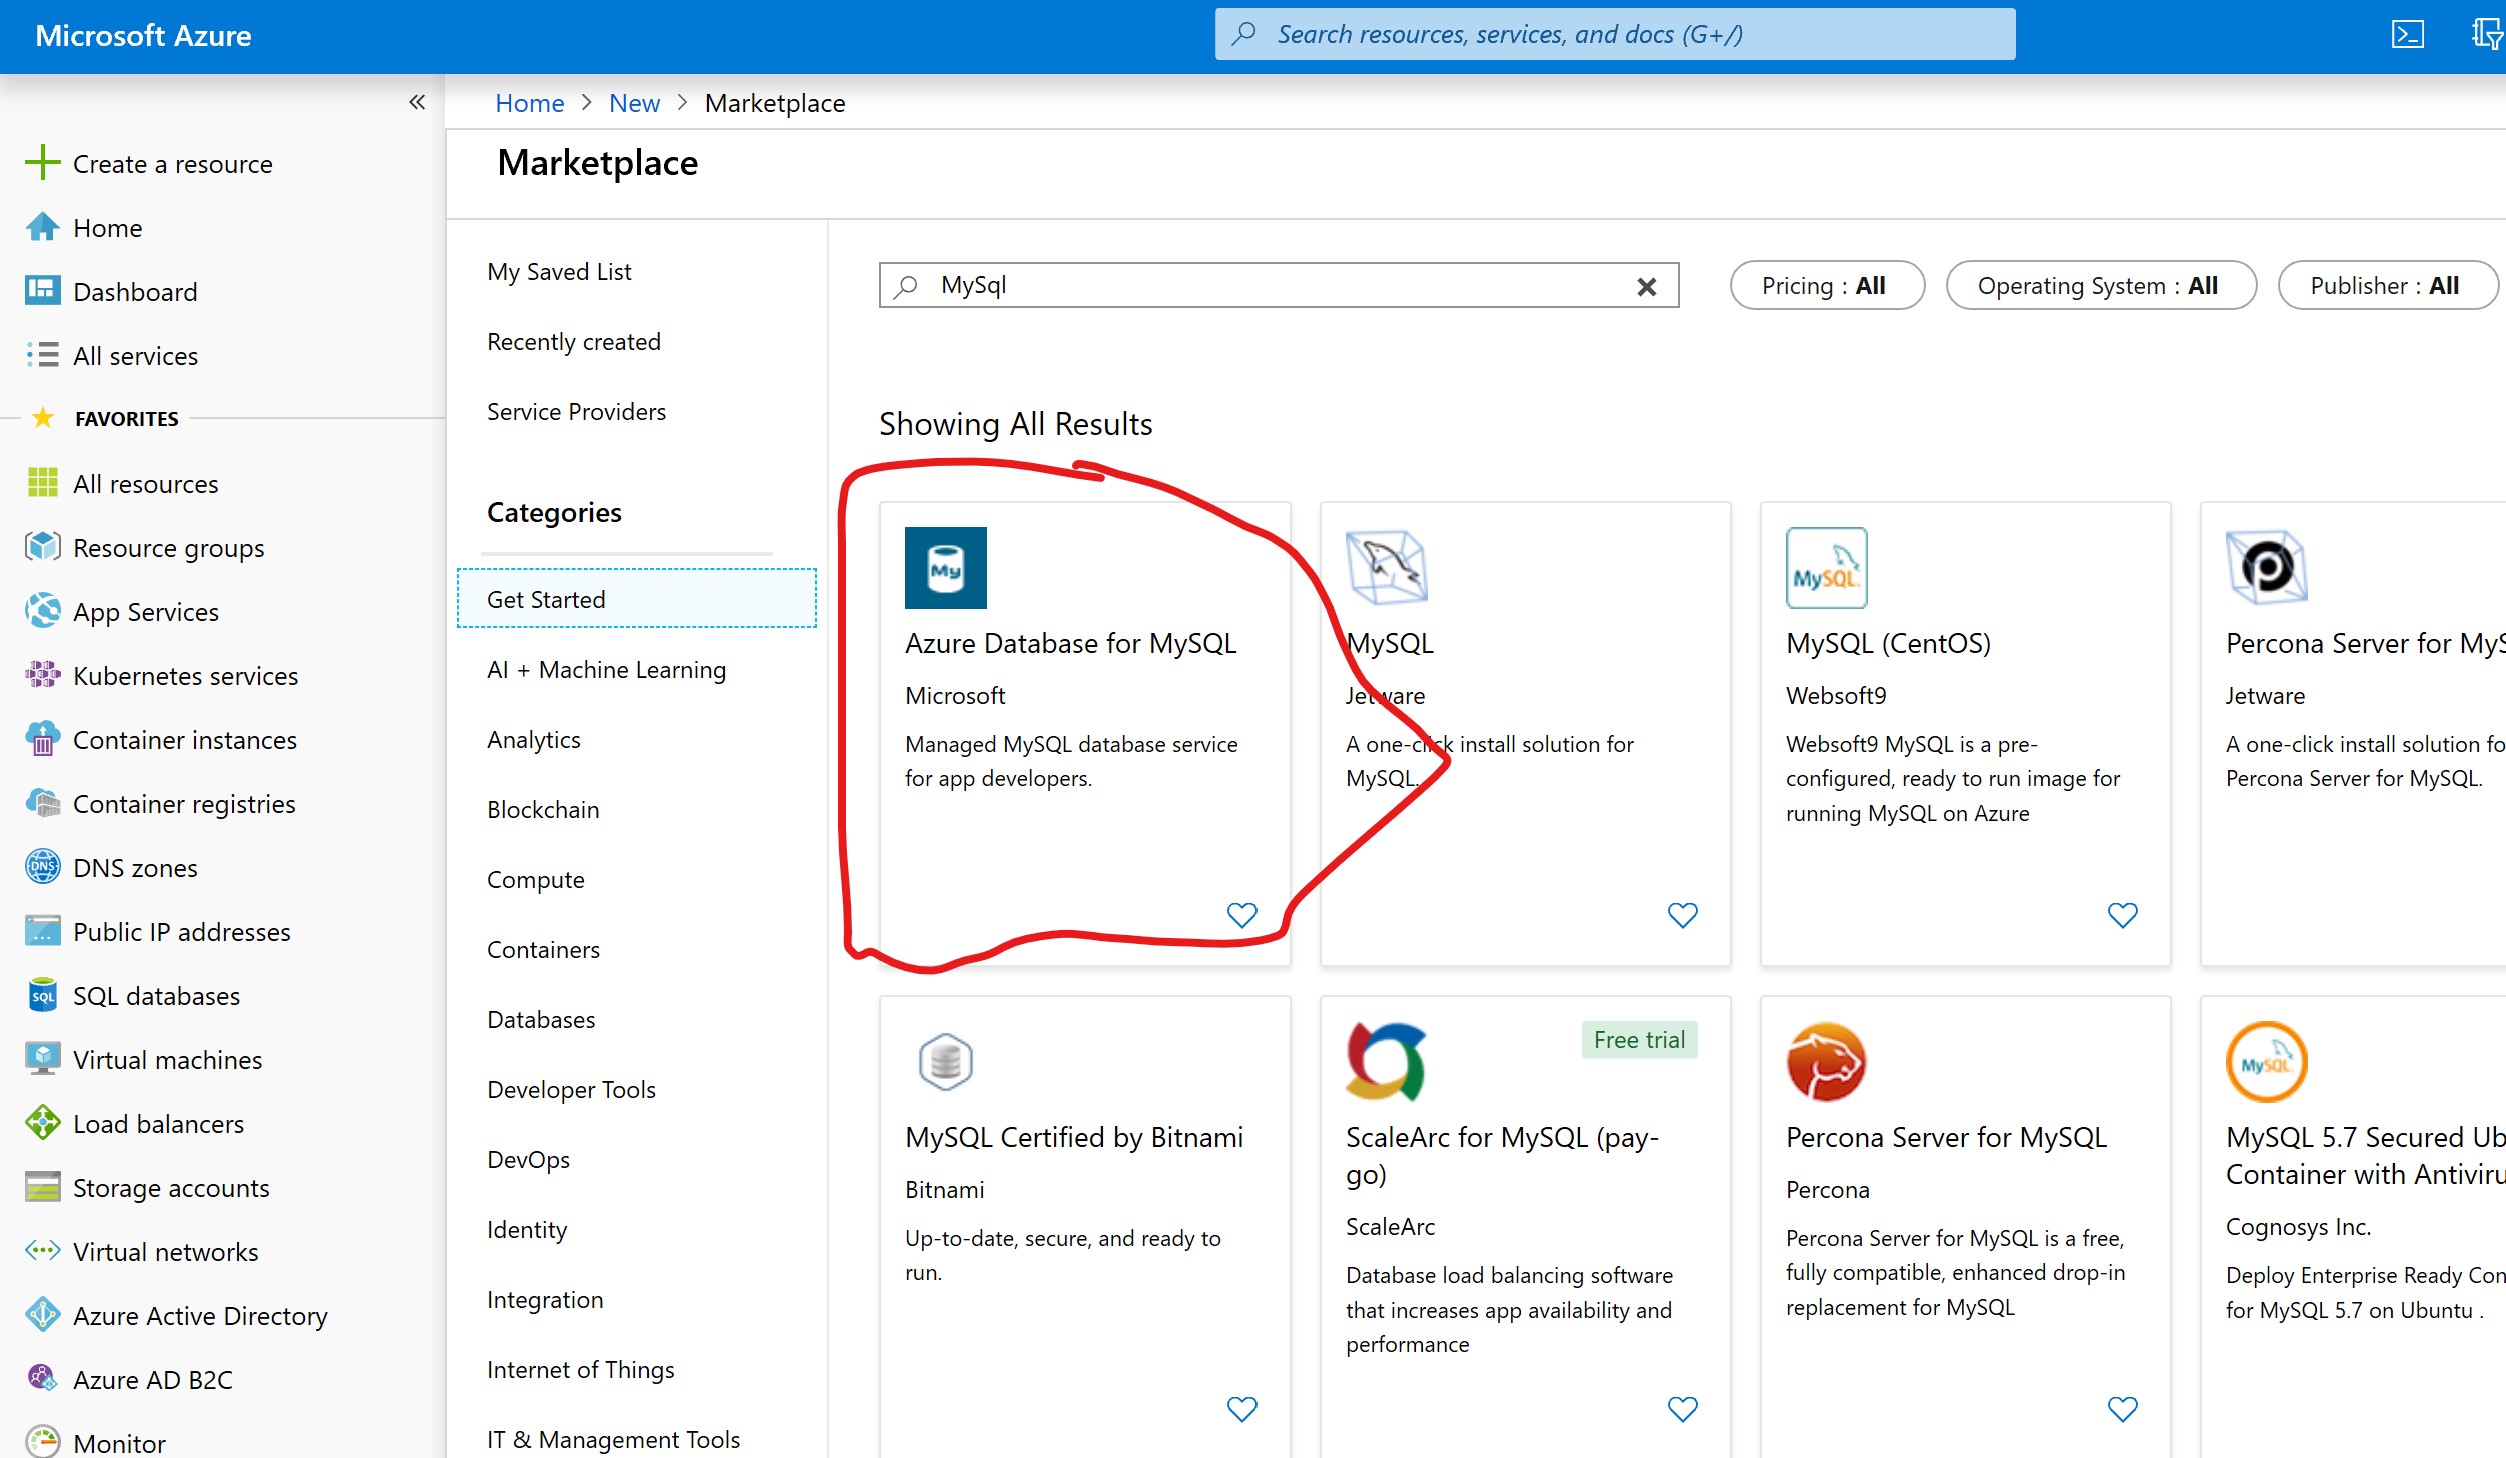 Microsoft Azure
Search resources, services, and docs (G+/)
Create a resource
Home
Dashboard
All services
FAVORITES
All resources
Resource groups
App Services
Kubernetes services
Container instances
Container registries
DNS
DNS zones
Public IP addresses
SQL
SQL databases
Virtual machines
Load balancers
Storage accounts
Virtual networks
Azure Active Directory
Azure AD B2C
Monitor
Home > New > Marketplace
Marketplace
My Saved List
Recently created
Service Providers
Categories
Get Started
AI + Machine Learning
Analytics
Blockchain
Compute
Containers
Databases
Developer Tools
DevOps
Identity
Integration
Internet of Things
IT & Management Tools
MySql
Pricing : All
Operating System : All
Publisher : All
Showing All Results
My
Azure Database for MySQL
Microsoft
Managed MySQL database service
for app developers.
MySQL
Jetware
A one-click install solution for
MySQL.
MySQL
MySQL (CentOS)
Websoft9
Websoft9 MySQL is a pre-
configured, ready to run image for
running MySQL on Azure
Percona Server for MyS
Jetware
A one-click install solution fo
Percona Server for MySQL.
MySQL Certified by Bitnami
Bitnami
Up-to-date, secure, and ready to
run.
Free trial
ScaleArc for MySQL (pay-
go)
ScaleArc
Database load balancing software
that increases app availability and
performance
Percona Server for MySQL
Percona
Percona Server for MySQL is a free,
fully compatible, enhanced drop-in
replacement for MySQL
MySQL
MySQL 5.7 Secured Ub
Container with Antiviru
Cognosys Inc.
Deploy Enterprise Ready Con
for MySQL 5.7 on Ubuntu .